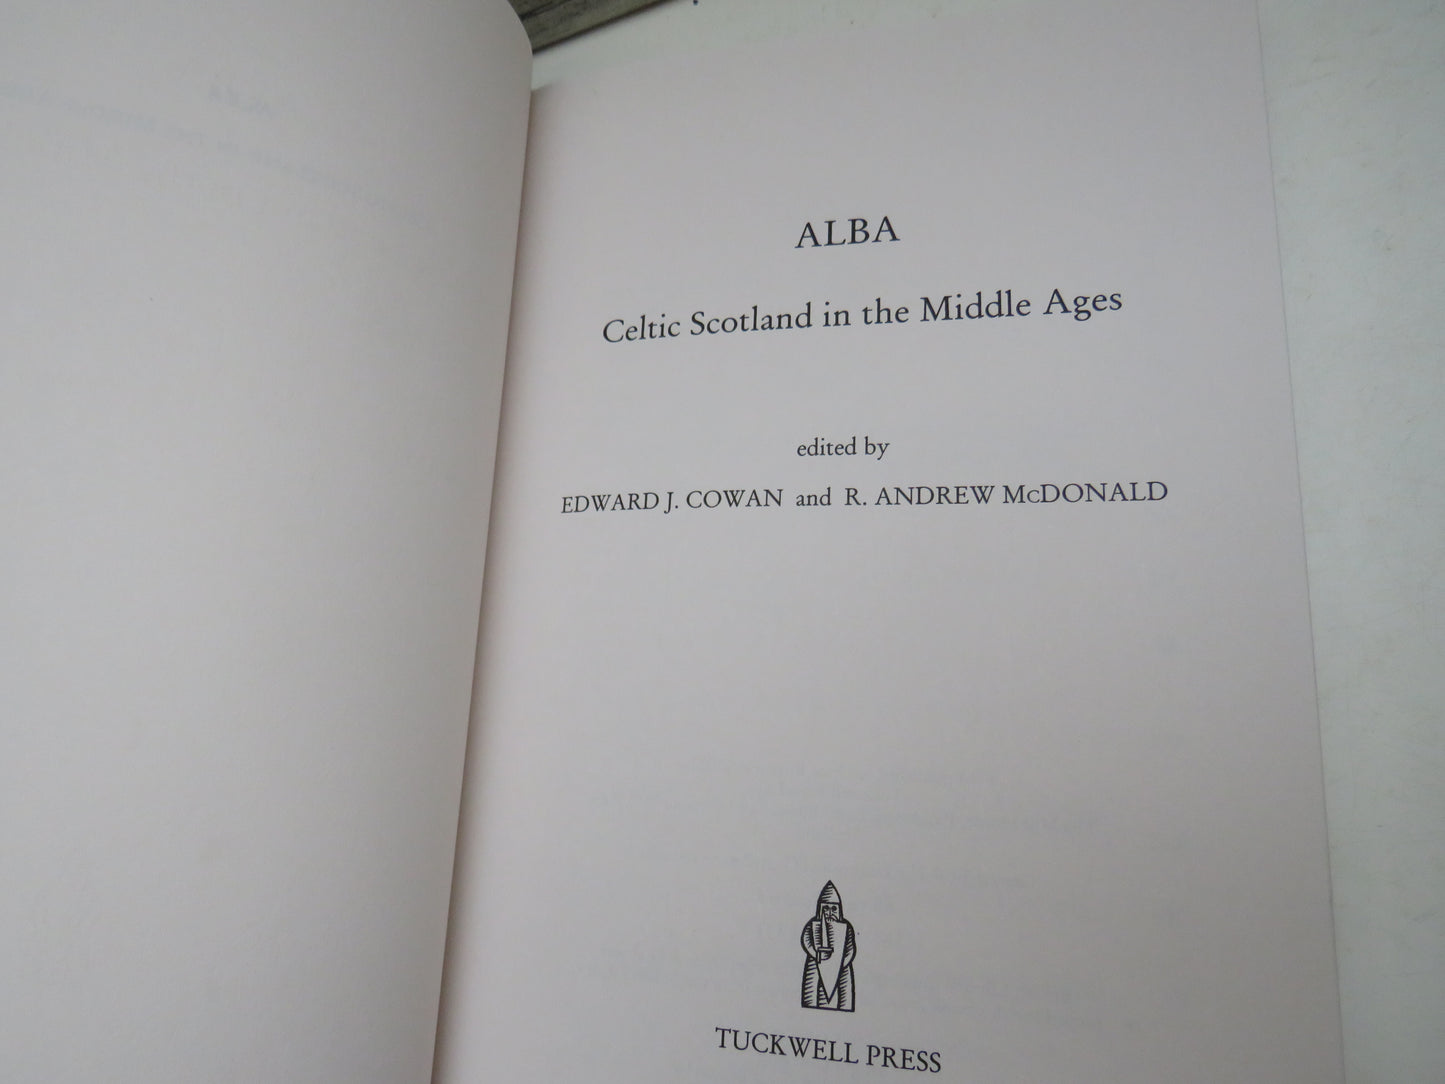 ALBA
Celtic Scotland in the Middle Ages
edited by
EDWARD J. COWAN and R. ANDREW McDONALD
TUCKWELL PRESS